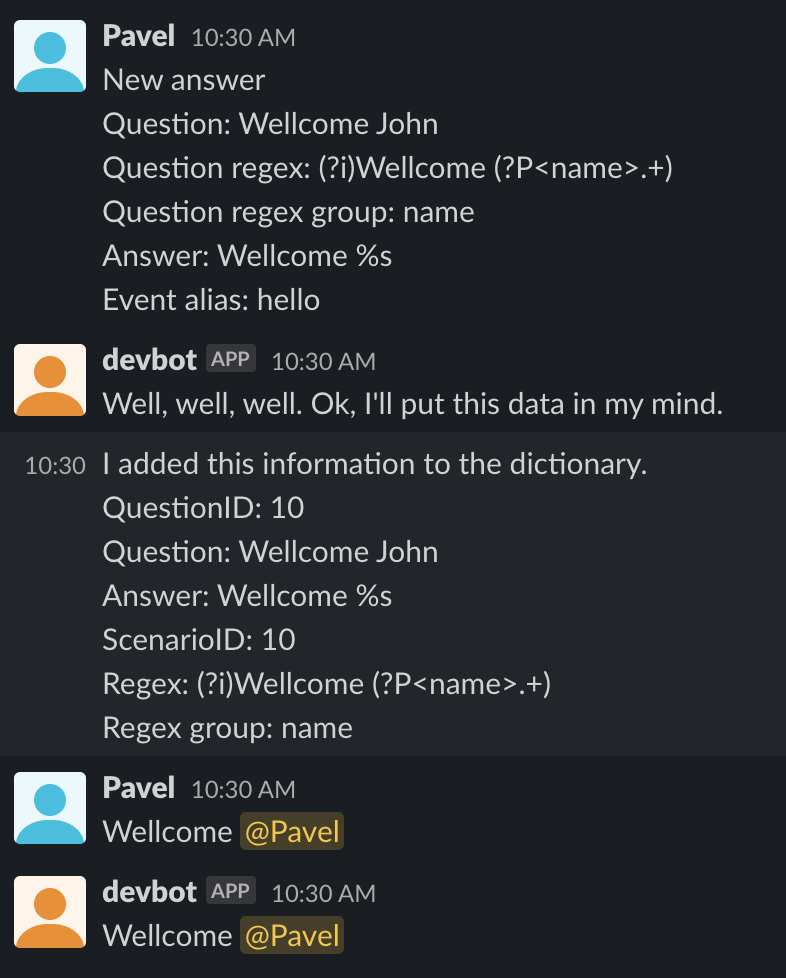 Pavel 10:30 AM
New answer
Question: Wellcome John
Question regex: (?i)Wellcome (?P<name>.+)
Question regex group: name
Answer: Wellcome %s
Event alias: hello
devbot APP 10:30 AM
Well, well, well. Ok, I'll put this data in my mind.
10:30 I added this information to the dictionary.
QuestionID: 10
Question: Wellcome John
Answer: Wellcome %s
ScenarioID: 10
Regex: (?i)Wellcome (?P<name>.+)
Regex group: name
Pavel 10:30 AM
Wellcome @Pavel
devbot APP 10:30 AM
Wellcome @Pavel